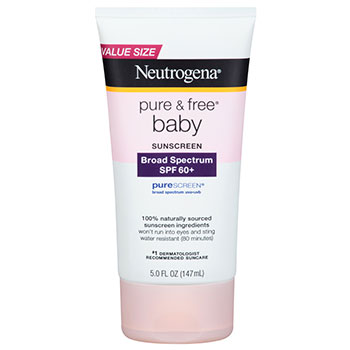 VALUE SIZE
Neutrogena®
pure & free®
baby
SUNSCREEN
Broad Spectrum
SPF 60+
pureSCREEN®
broad spectrum uva•uvb
100% naturally sourced
sunscreen ingredients
won't run into eyes and sting
water resistant (80 minutes)
#1 DERMATOLOGIST
RECOMMENDED SUNCARE
5.0 FL OZ (147mL)